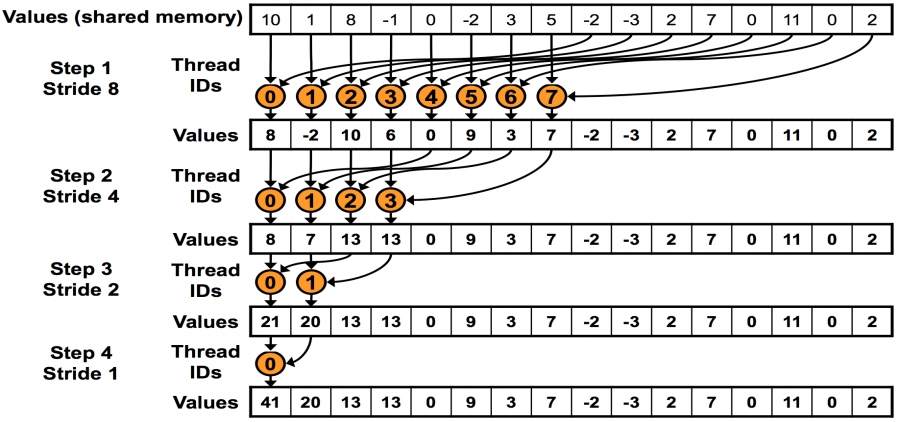 Values (shared memory) 10 1 8 -1 0 -2 3 5 -2 -3 2 7 0 11 0 2
Step 1 Thread
Stride 8 IDs
0 1 2 3 4 5 6 7
Values 8 -2 10 6 0 9 3 7 -2 -3 2 7 0 11 0 2
Step 2 Thread
Stride 4 IDs
0 1 2 3
Values 8 7 13 13 0 9 3 7 -2 -3 2 7 0 11 0 2
Step 3 Thread
Stride 2 IDs
0 1
Values 21 20 13 13 0 9 3 7 -2 -3 2 7 0 11 0 2
Step 4 Thread
Stride 1 IDs
0
Values 41 20 13 13 0 9 3 7 -2 -3 2 7 0 11 0 2